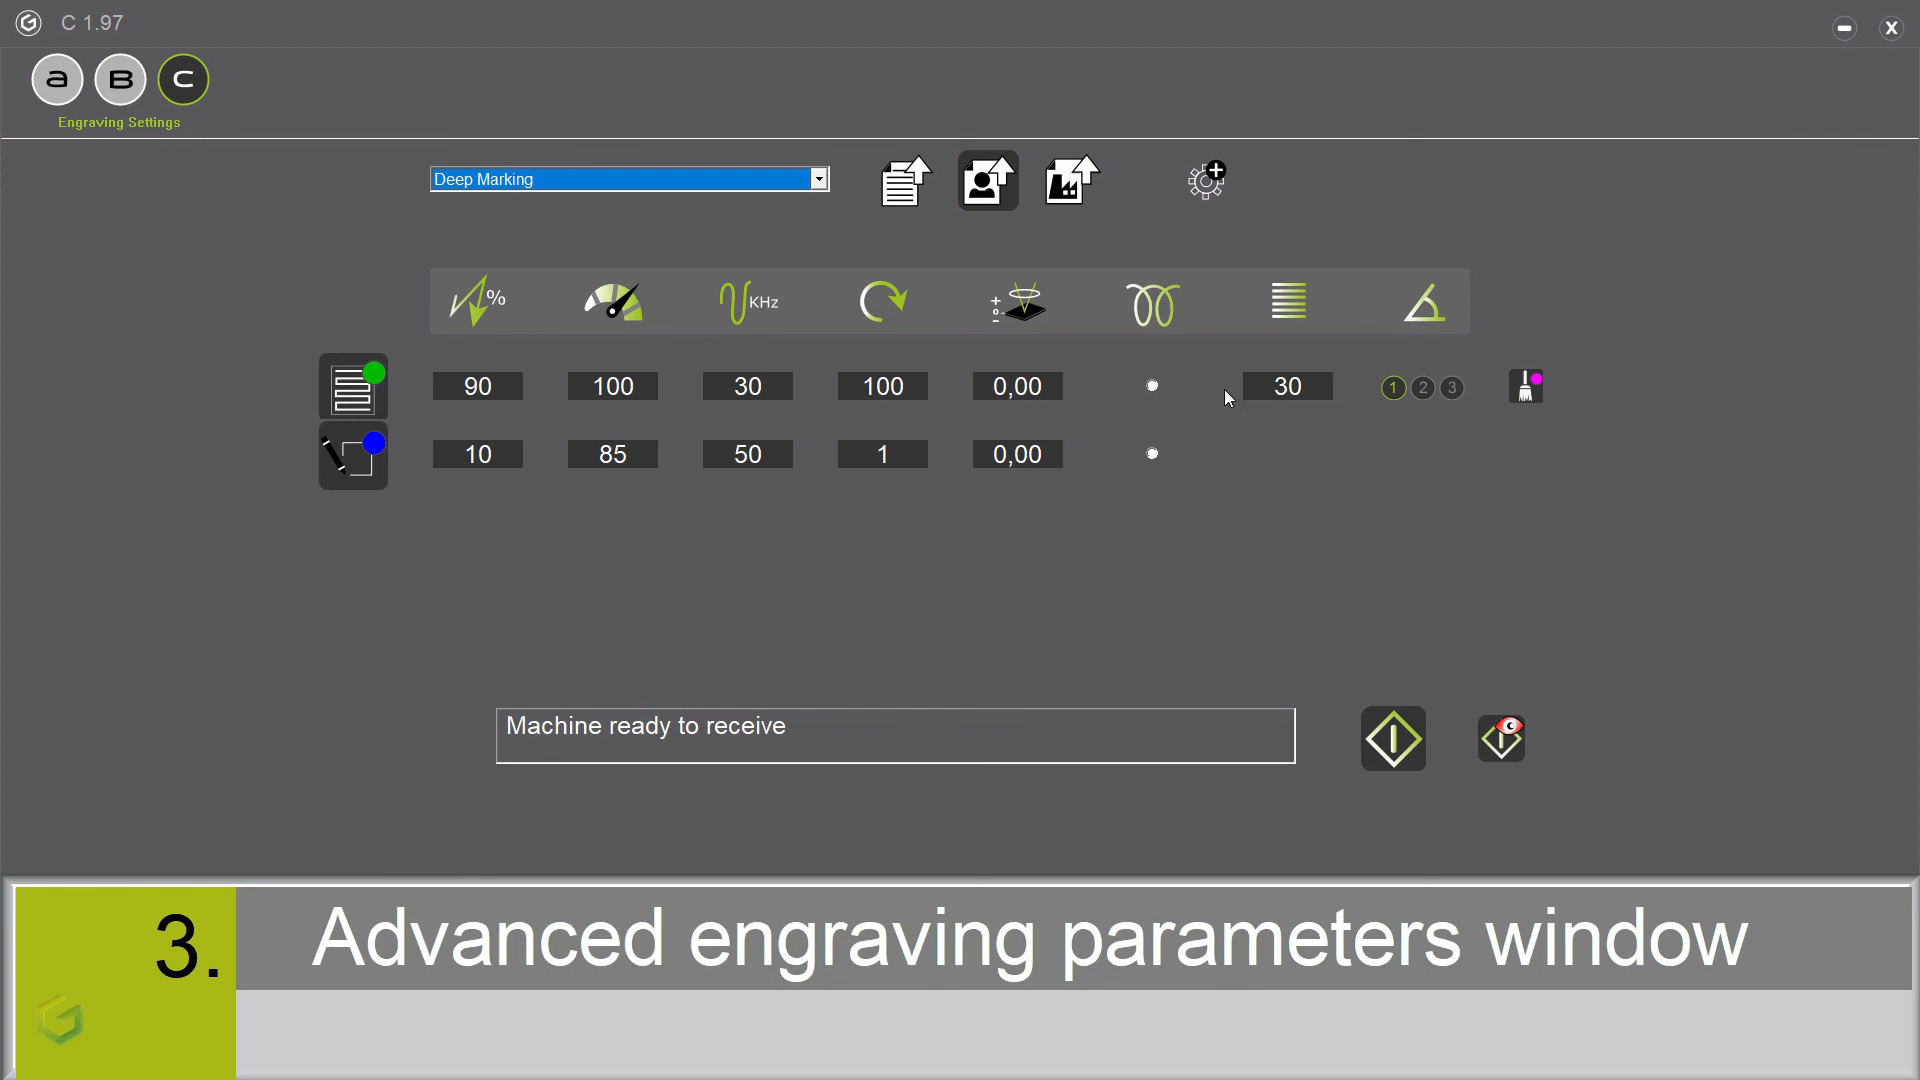 C 1.97
X
a B C
Engraving Settings
Deep Marking
% KHz + o -
90 100 30 100 0,00 30 1 2 3
10 85 50 1 0,00
Machine ready to receive
3. Advanced engraving parameters window